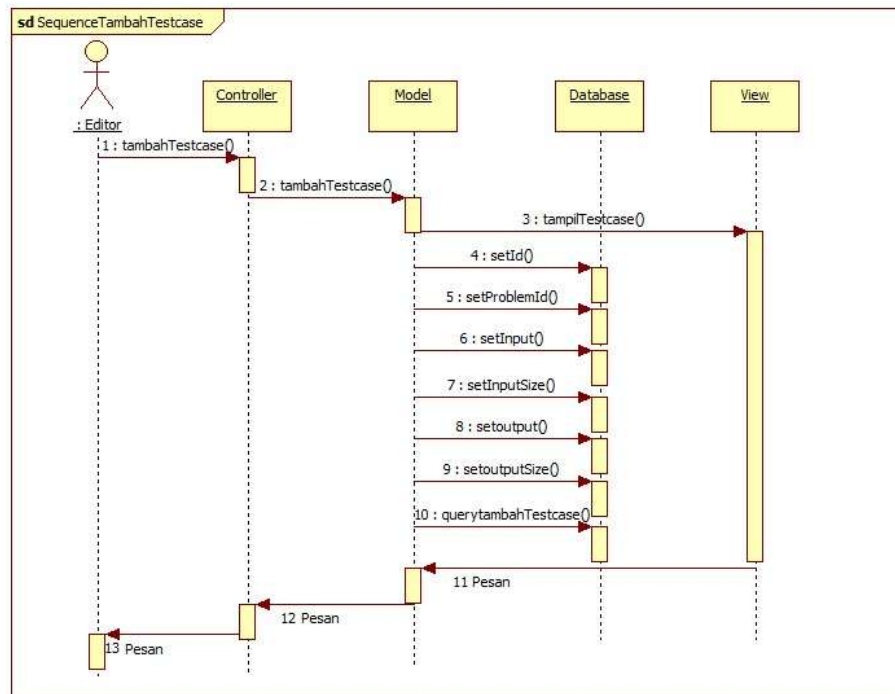 sd SequenceTambahTestcase
: Editor
Controller
Model
Database
View
1 : tambahTestcase()
2 : tambahTestcase()
3 : tampilTestcase()
4 : setId()
5 : setProblemId()
6 : setInput()
7 : setInputSize()
8 : setoutput()
9 : setoutputSize()
10 : querytambahTestcase()
11 Pesan
12 Pesan
13 Pesan